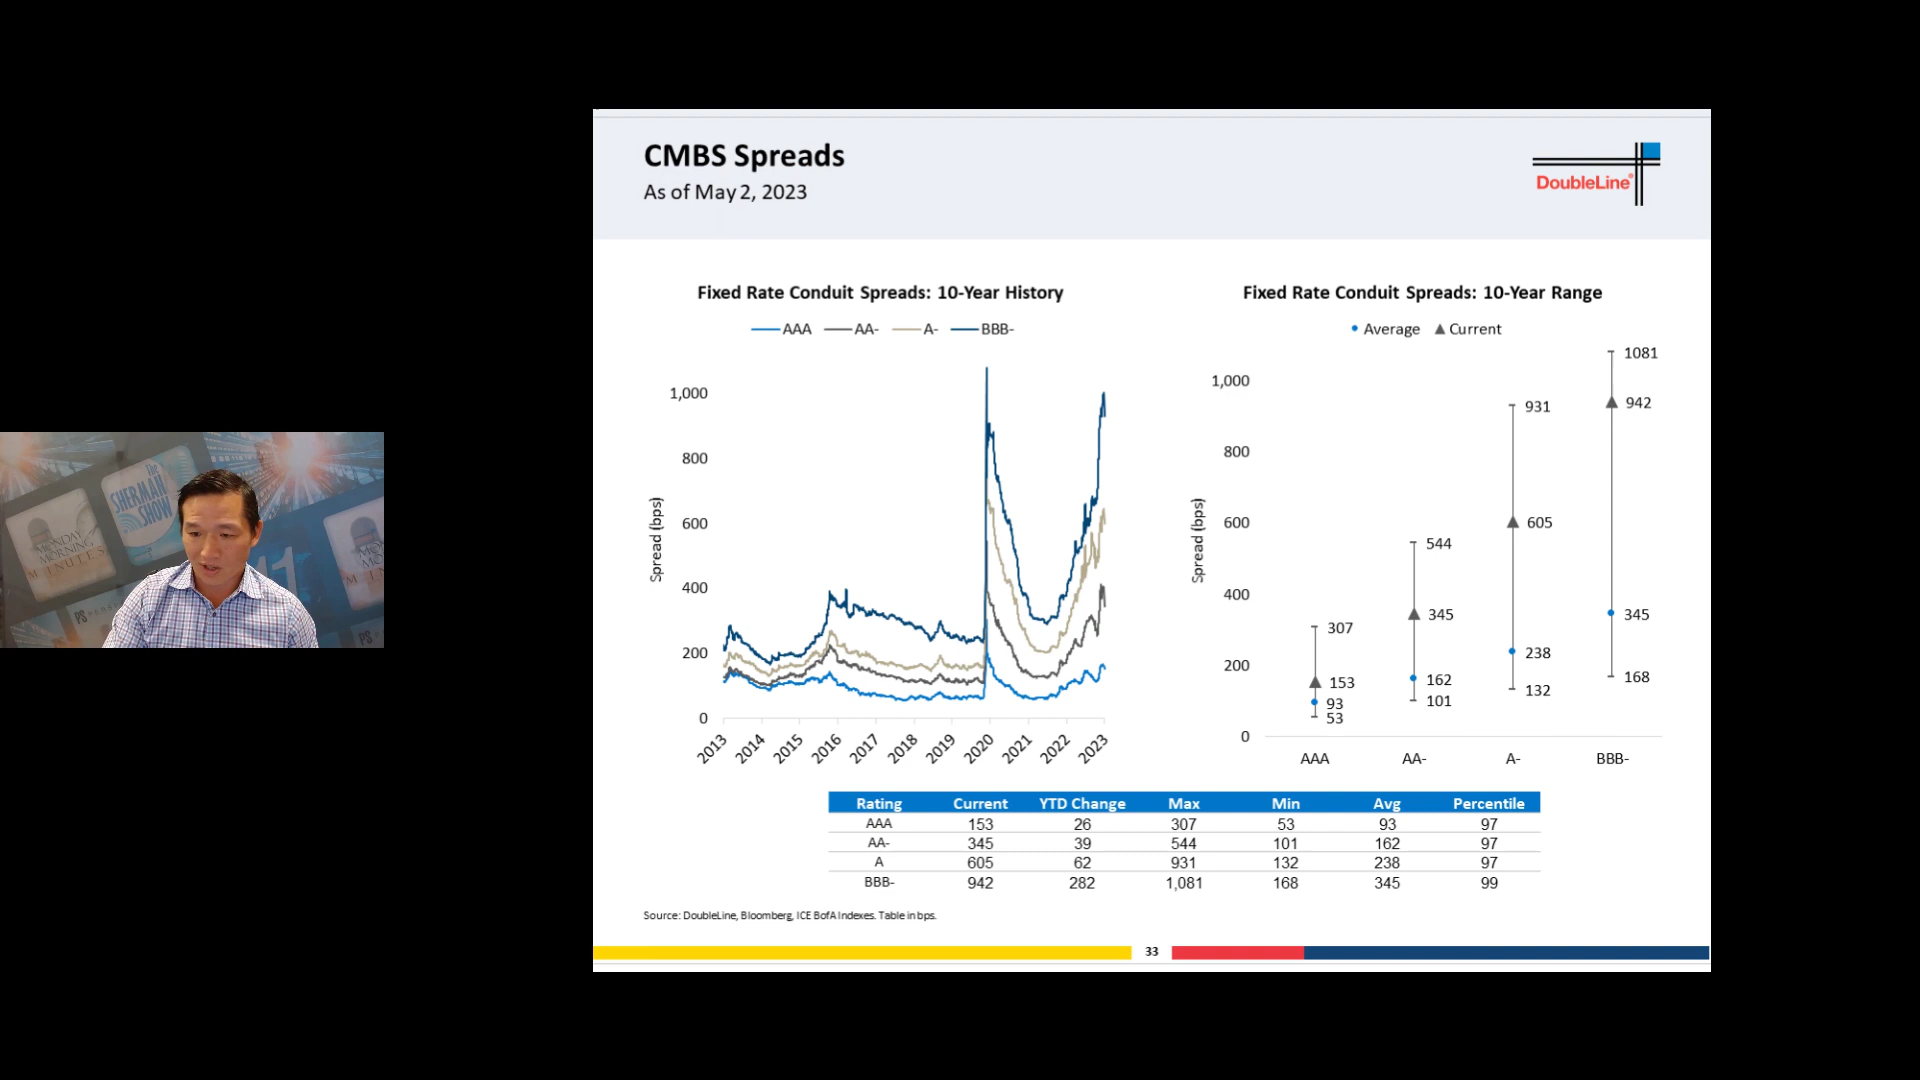 CMBS Spreads
As of May 2, 2023
DoubleLine®
Fixed Rate Conduit Spreads: 10-Year History
AAA AA- A- BBB-
Spread (bps)
1,000
800
600
400
200
0
2013 2014 2015 2016 2017 2018 2019 2020 2021 2022 2023
Fixed Rate Conduit Spreads: 10-Year Range
Average Current
Spread (bps)
1,000
800
600
400
200
0
307
153
93
53
544
345
162
101
931
605
238
132
1081
942
345
168
AAA AA- A- BBB-
Rating Current YTD Change Max Min Avg Percentile
AAA 153 26 307 53 93 97
AA- 345 39 544 101 162 97
A 605 62 931 132 238 97
BBB- 942 282 1,081 168 345 99
Source: DoubleLine, Bloomberg, ICE BofA Indexes. Table in bps.
33
The
SHERMAN
SHOW
MONDAY
MORNING
MINUTES